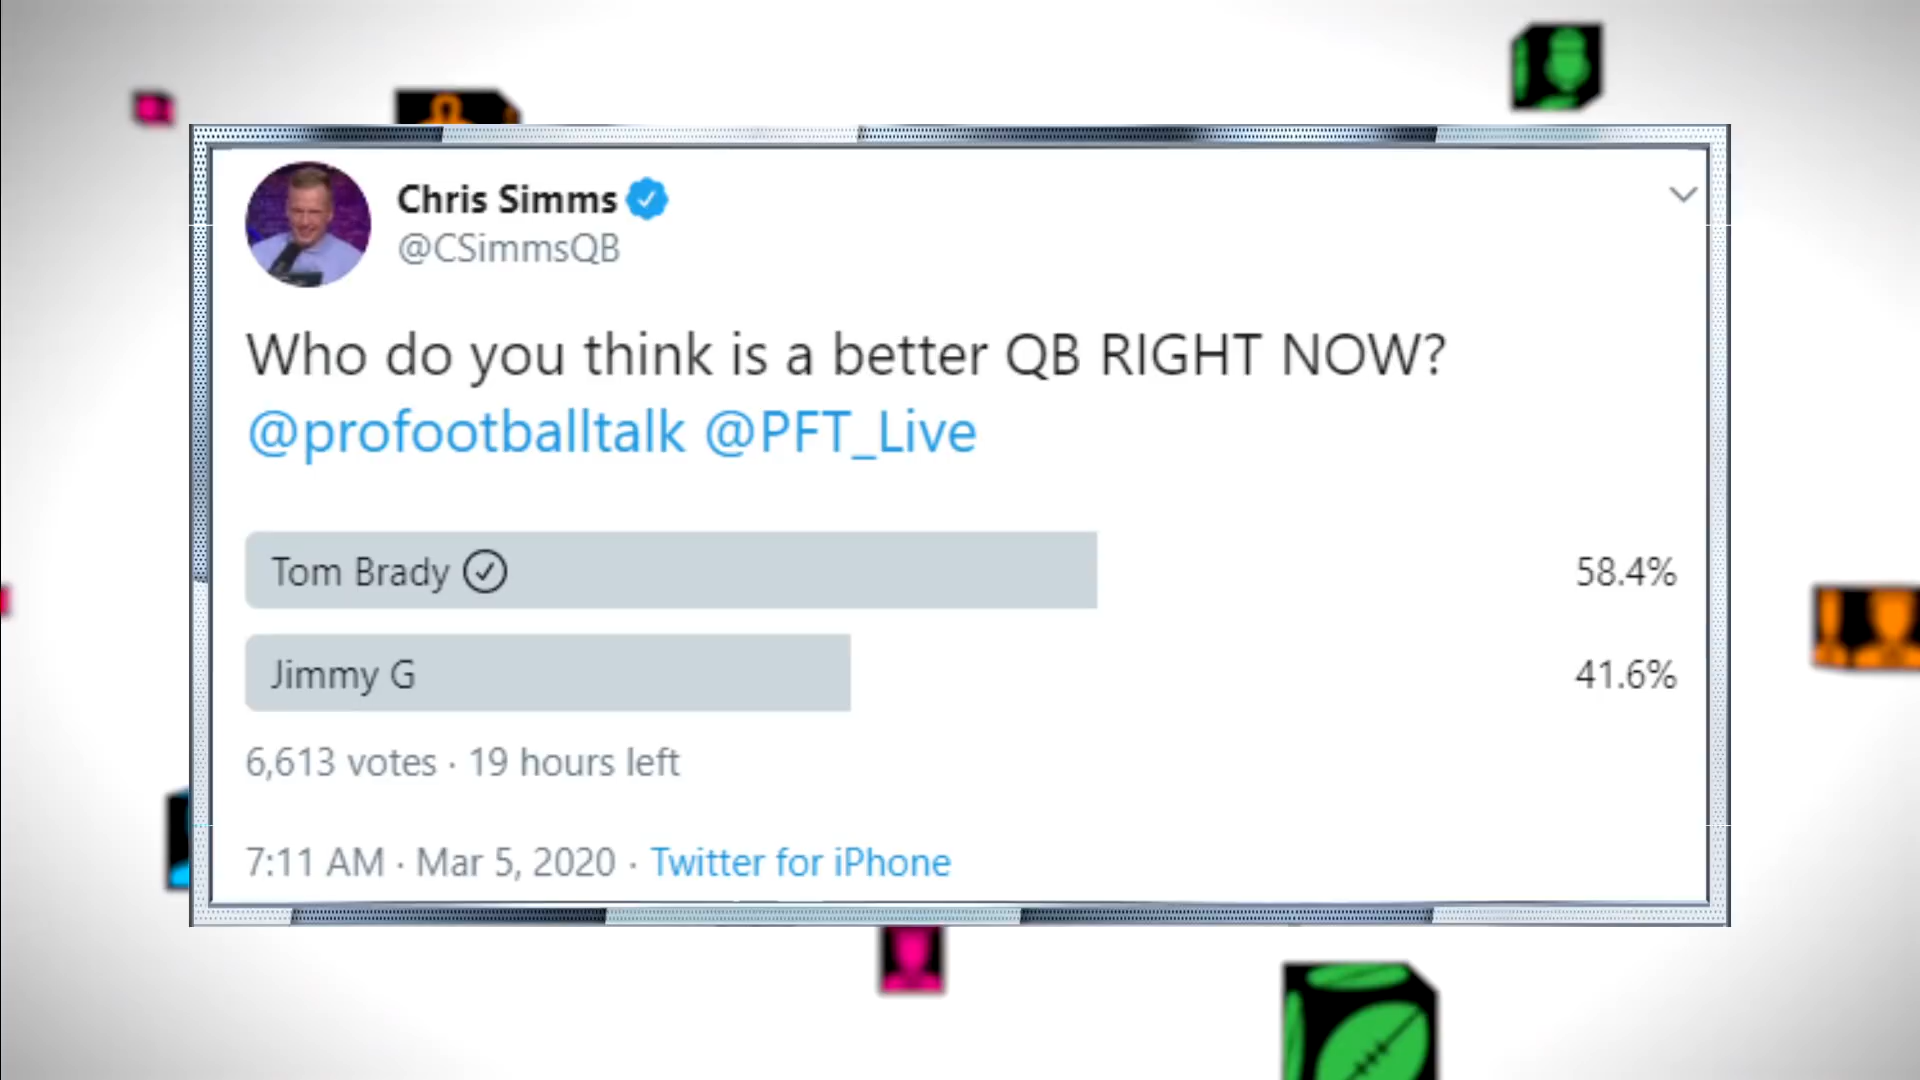 Chris Simms
@CSimmsQB
Who do you think is a better QB RIGHT NOW?
@profootballtalk @PFT_Live
Tom Brady 58.4%
Jimmy G 41.6%
6,613 votes · 19 hours left
7:11 AM · Mar 5, 2020 · Twitter for iPhone